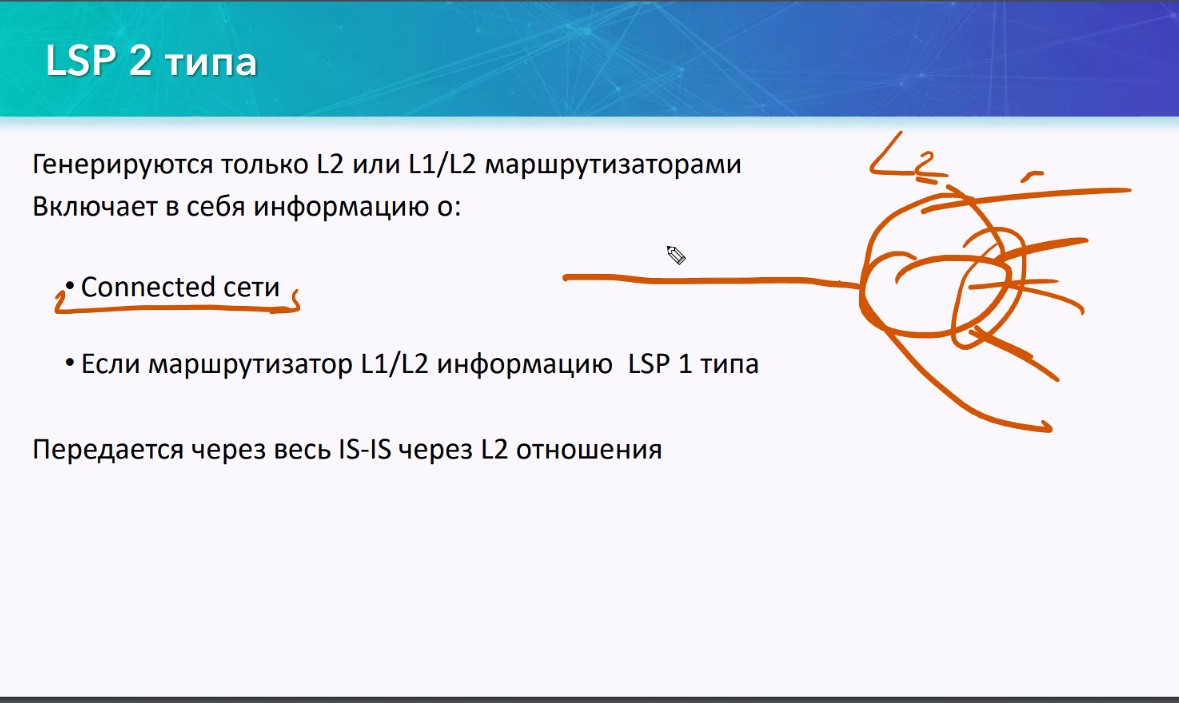 LSP 2 типа
Генерируются только L2 или L1/L2 маршрутизаторами
L2
Включает в себя информацию о:
• Connected сети
• Если маршрутизатор L1/L2 информацию  LSP 1 типа
Передается через весь IS-IS через L2 отношения